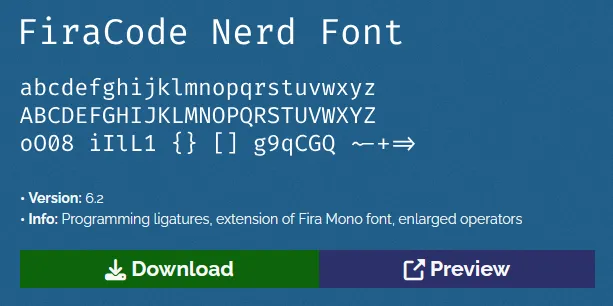 FiraCode Nerd Font
abcdefghijklmnopqrstuvwxyz
ABCDEFGHIJKLMNOPQRSTUVWXYZ
oO08 iIlL1 {} [] g9qCGQ ~-+=>
• Version: 6.2
• Info: Programming ligatures, extension of Fira Mono font, enlarged operators
Download
Preview